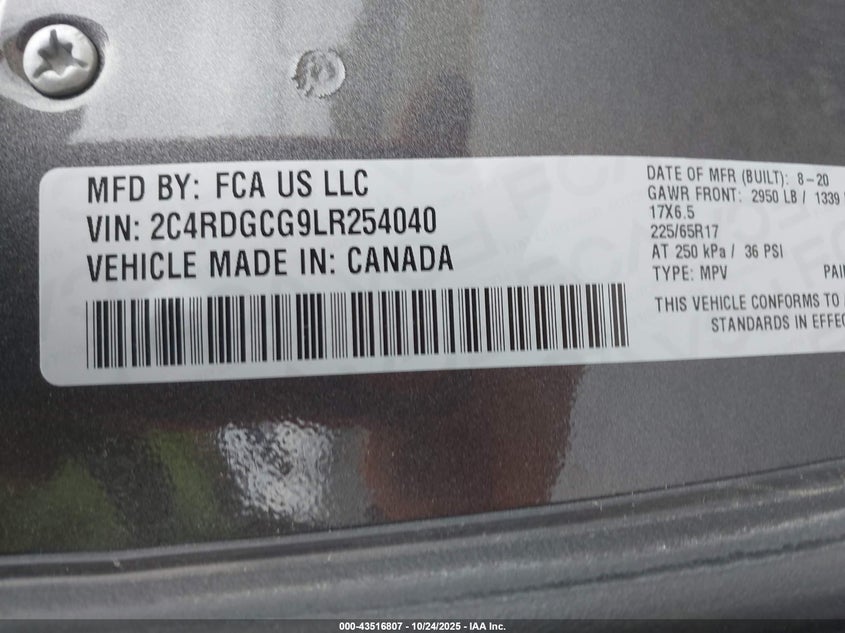 MFD BY: FCA US LLC
VIN: 2C4RDGCG9LR254040
VEHICLE MADE IN: CANADA
DATE OF MFR (BUILT): 8-20
GAWR FRONT: 2950 LB / 1339
17X6.5
225/65R17
AT 250 kPa / 36 PSI
TYPE: MPV PAI
THIS VEHICLE CONFORMS TO
STANDARDS IN EFFEC
000-43516807 - 10/24/2025 - IAA Inc.